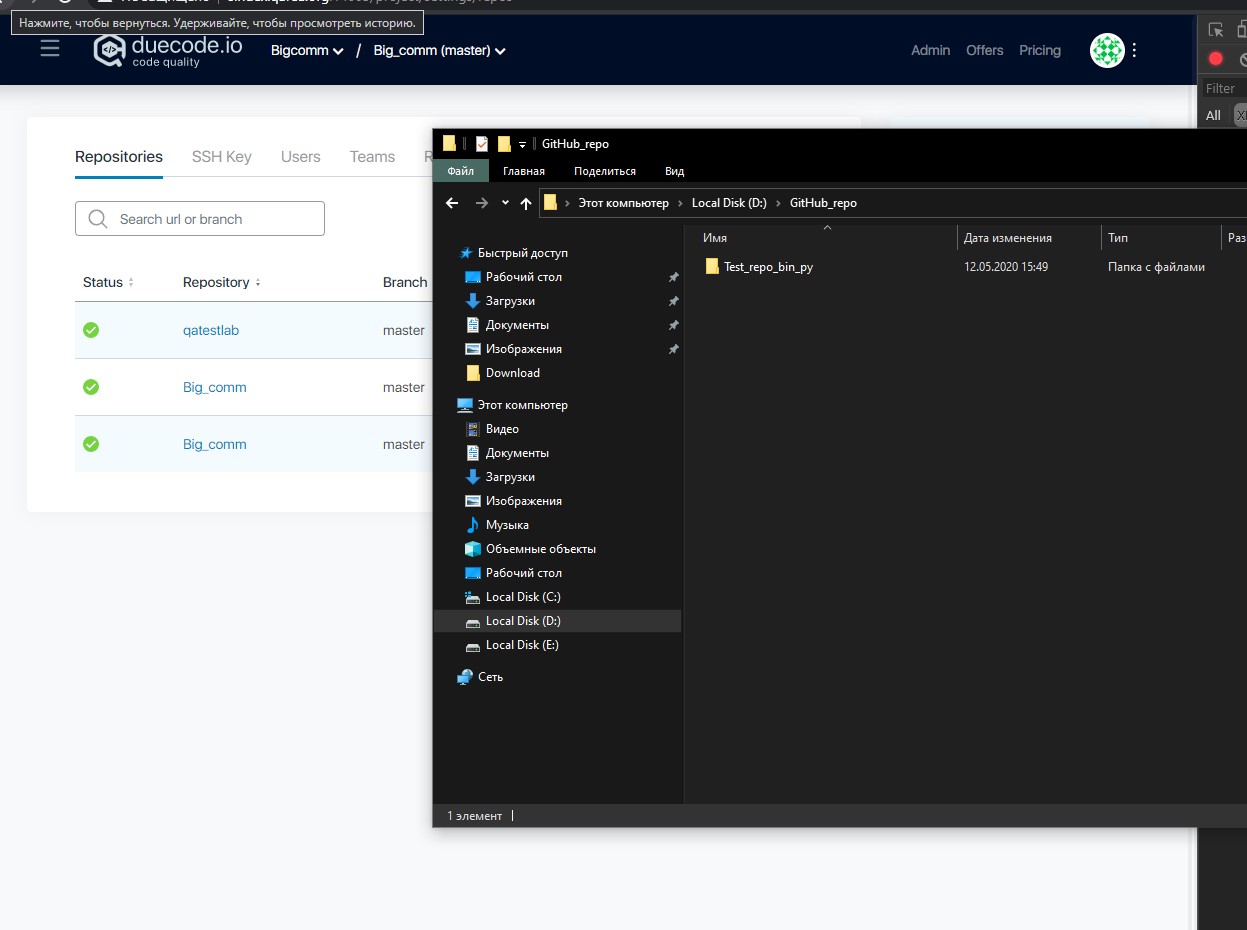 Нажмите, чтобы вернуться. Удерживайте, чтобы просмотреть историю.
duecode.io
code quality
Bigcomm / Big_comm (master)
Admin Offers Pricing
Filter
All
Repositories SSH Key Users Teams
Search url or branch
Status Repository Branch
qatestlab master
Big_comm master
Big_comm master
GitHub_repo
Файл Главная Поделиться Вид
Этот компьютер Local Disk (D:) GitHub_repo
Имя Дата изменения Тип Раз
Test_repo_bin_py 12.05.2020 15:49 Папка с файлами
Быстрый доступ
Рабочий стол
Загрузки
Документы
Изображения
Download
Этот компьютер
Видео
Документы
Загрузки
Изображения
Музыка
Объемные объекты
Рабочий стол
Local Disk (C:)
Local Disk (D:)
Local Disk (E:)
Сеть
1 элемент